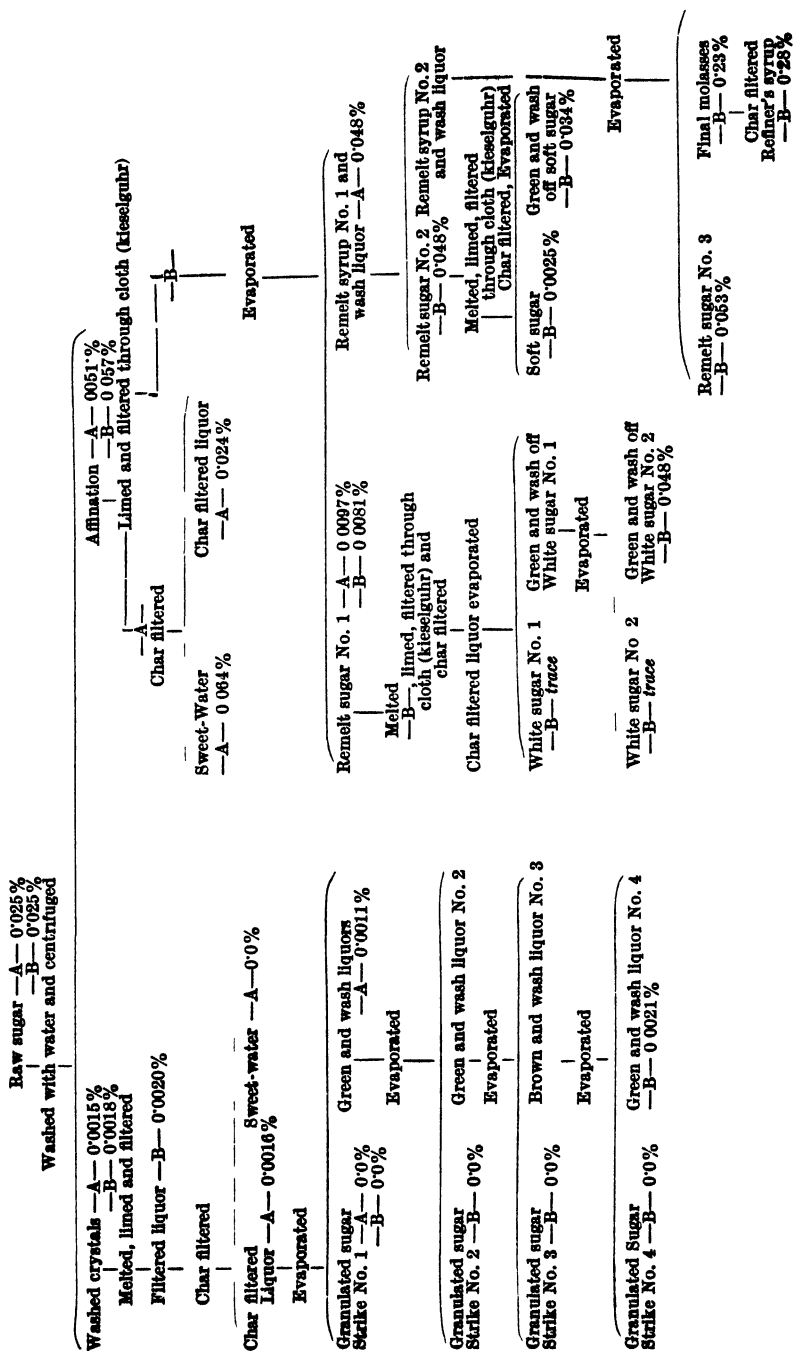 Raw sugar —A— 0·025%
—B— 0·025%
Washed with water and centrifuged
Washed crystals —A— 0·0015%
—B— 0·0018%
Melted, limed and filtered
Filtered liquor —B— 0·0020%
Char filtered
Char filtered
Liquor —A— 0·0016%
Sweet-water —A—0·0%
Evaporated
Granulated sugar
Strike No. 1 —A— 0·0%
—B— 0·0%
Green and wash liquors
—A— 0·0011%
Evaporated
Granulated sugar
Strike No. 2 —B— 0·0%
Green and wash liquor No. 2
Evaporated
Granulated sugar
Strike No. 3 —B— 0·0%
Brown and wash liquor No. 3
Evaporated
Granulated Sugar
Strike No. 4 —B— 0·0%
Green and wash liquor No. 4
—B— 0 0021%
Affination —A— 0051·%
—B— 0 057%
Limed and filtered through cloth (kieselguhr)
—A—
Char filtered
Sweet-Water
—A— 0 064%
Char filtered liquor
—A— 0·024%
—B—
Evaporated
Remelt sugar No. 1 —A— 0 0097%
—B— 0 0081%
Melted
—B—, limed, filtered through
cloth (kieselguhr) and
char filtered
Char filtered liquor evaporated
White sugar No. 1
—B— trace
Green and wash off
White sugar No. 1
Evaporated
White sugar No 2
—B— trace
Green and wash off
White sugar No. 2
—B— 0·048%
Remelt syrup No. 1 and
wash liquor —A— 0·048%
Remelt sugar No. 2
—B— 0·048%
Remelt syrup No. 2
and wash liquor
Melted, limed, filtered
through cloth (kieselguhr)
Char filtered, Evaporated
Soft sugar
—B— 0·0025%
Green and wash
off soft sugar
—B— 0·034%
Evaporated
Remelt sugar No. 3
—B— 0·053%
Final molasses
—B— 0·23%
Char filtered
Refiner's syrup
—B— 0·28%